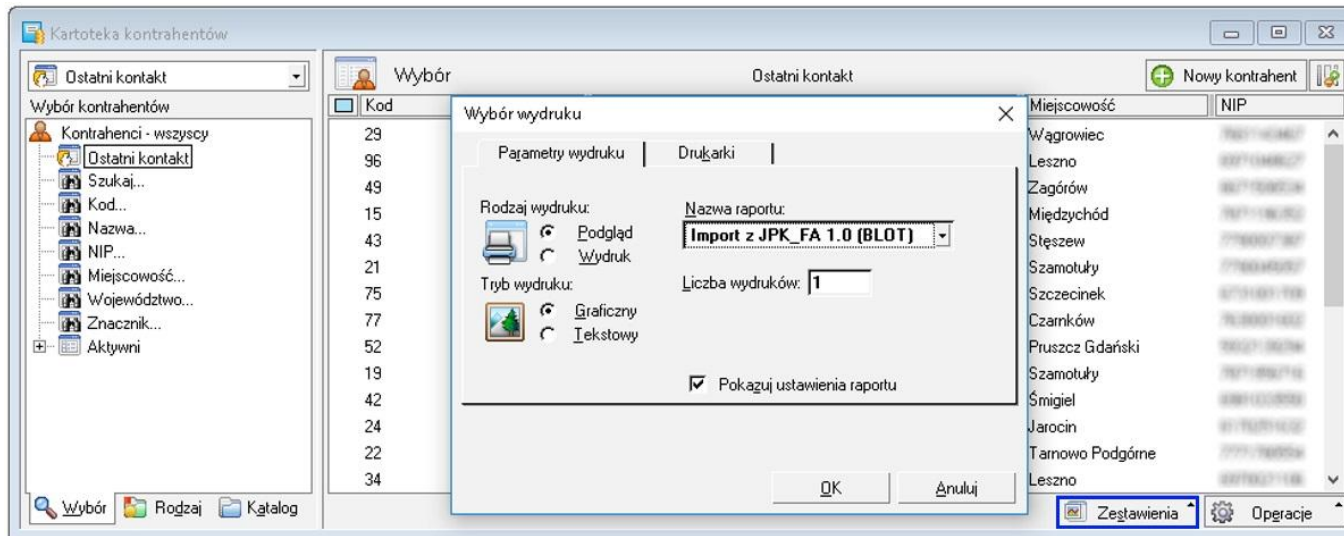 Kartoteka kontrahentów
Ostatni kontakt
Wybór kontrahentów
Kontrahenci - wszyscy
Ostatni kontakt
Szukaj...
Kod...
Nazwa...
NIP...
Miejscowość...
Województwo...
Znacznik...
Aktywni
Wybór
Rodzaj
Katalog
Wybór
Ostatni kontakt
Nowy kontrahent
Kod
Miejscowość
NIP
29
Wągrowiec
96
Leszno
49
Zagórów
15
Międzychód
43
Stęszew
21
Szamotuły
75
Szczecinek
77
Czarnków
52
Pruszcz Gdański
19
Szamotuły
42
Śmigiel
24
Jarocin
22
Tarnowo Podgórne
34
Leszno
Wybór wydruku
Parametry wydruku
Drukarki
Rodzaj wydruku:
Podgląd
Wydruk
Tryb wydruku:
Graficzny
Tekstowy
Nazwa raportu:
Import z JPK_FA 1.0 (BLOT)
Liczba wydruków: 1
Pokazuj ustawienia raportu
OK
Anuluj
Zestawienia
Operacje